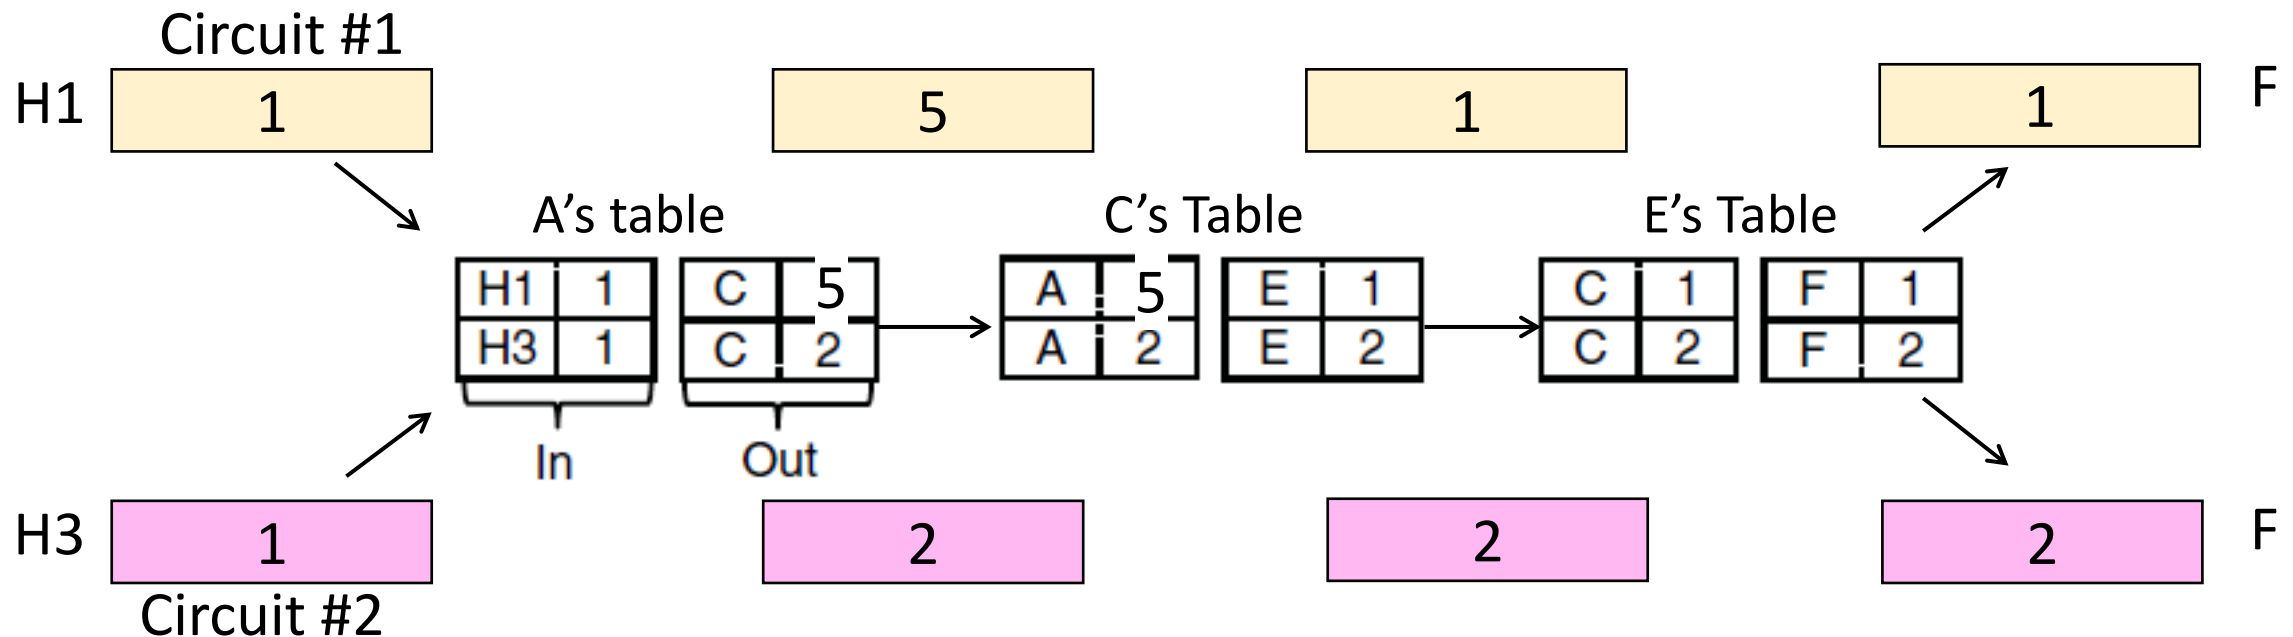 Circuit #1
H1 1 5 1 1 F
A's table C's Table E's Table
H1 1 C 5 A 5 E 1 C 1 F 1
H3 1 C 2 A 2 E 2 C 2 F 2
In Out
H3 1 2 2 2 F
Circuit #2